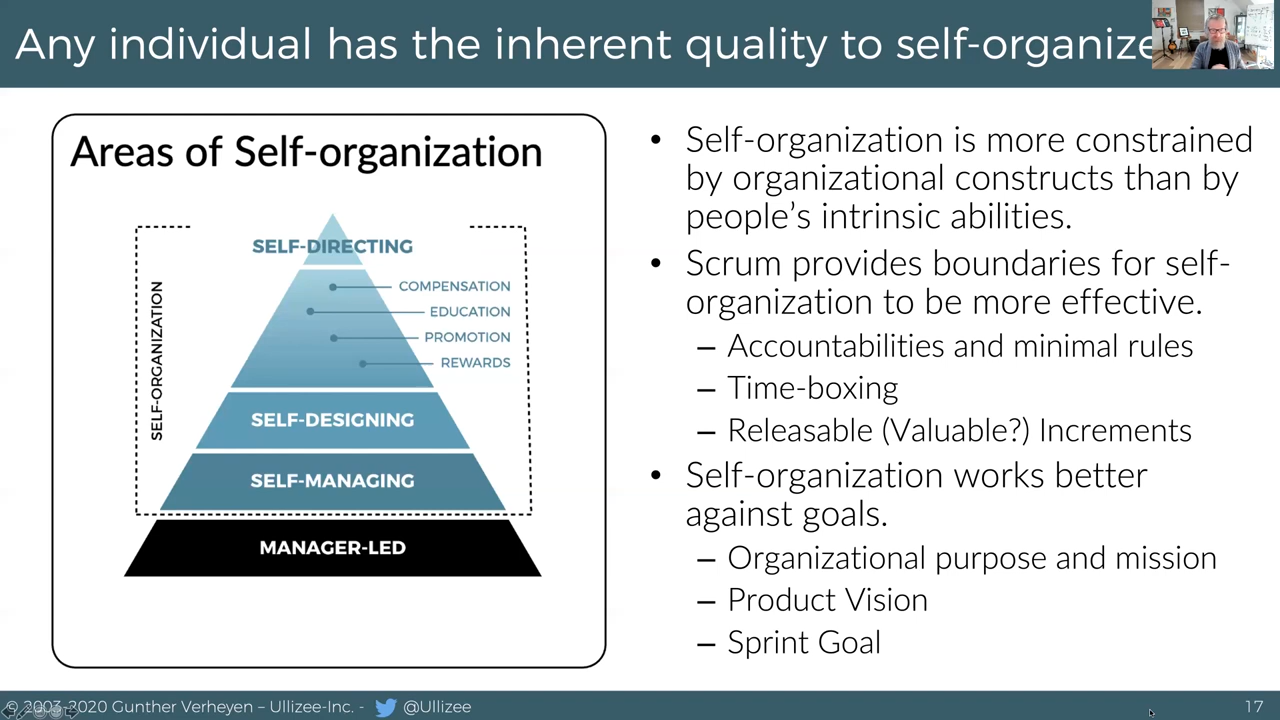 Any individual has the inherent quality to self-organize
Areas of Self-organization
SELF-DIRECTING
COMPENSATION
EDUCATION
PROMOTION
REWARDS
SELF-ORGANIZATION
SELF-DESIGNING
SELF-MANAGING
MANAGER-LED
• Self-organization is more constrained
by organizational constructs than by
people’s intrinsic abilities.
• Scrum provides boundaries for self-
organization to be more effective.
– Accountabilities and minimal rules
– Time-boxing
– Releasable (Valuable?) Increments
• Self-organization works better
against goals.
– Organizational purpose and mission
– Product Vision
– Sprint Goal
© 2003-2020 Gunther Verheyen – Ullizee-Inc. - @Ullizee
17